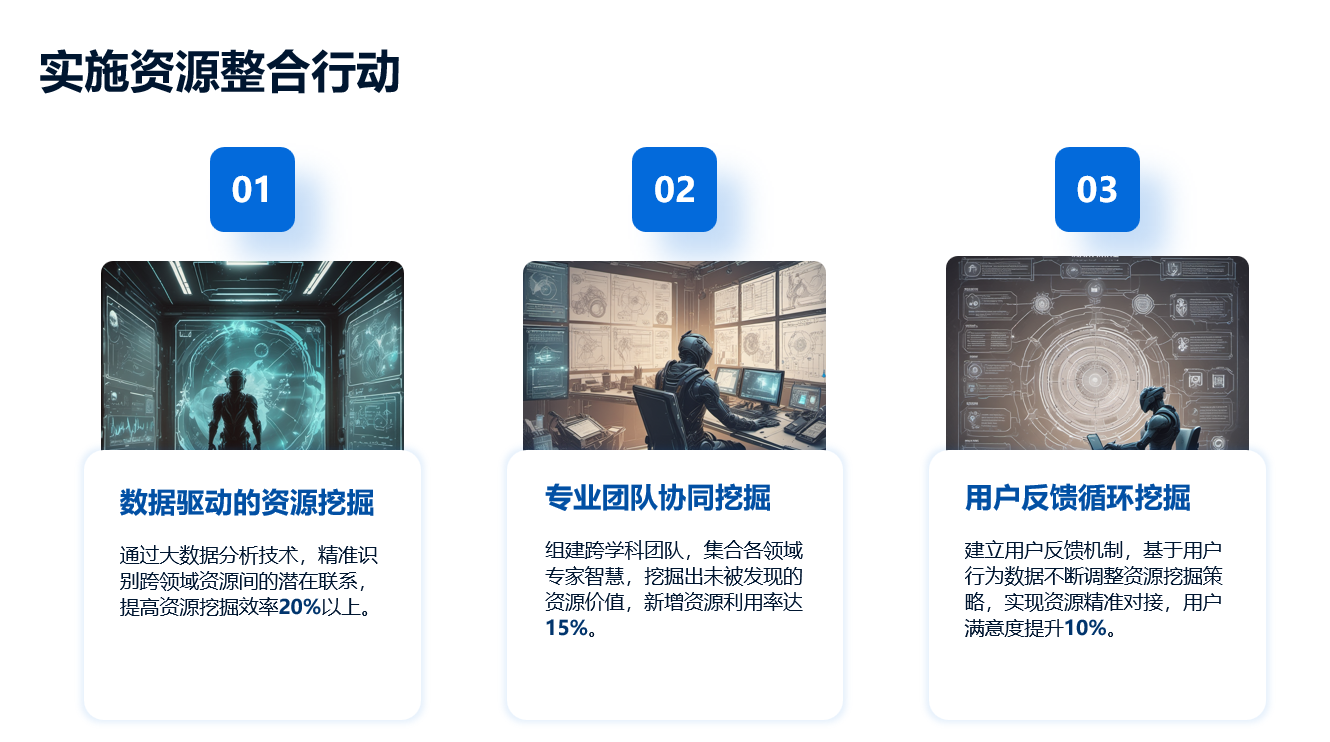 实施资源整合行动
01
02
03
数据驱动的资源挖掘
通过大数据分析技术，精准识
别跨领域资源间的潜在联系，
提高资源挖掘效率20%以上。
专业团队协同挖掘
组建跨学科团队，集合各领域
专家智慧，挖掘出未被发现的
资源价值，新增资源利用率达
15%。
用户反馈循环挖掘
建立用户反馈机制，基于用户
行为数据不断调整资源挖掘策
略，实现资源精准对接，用户
满意度提升10%。